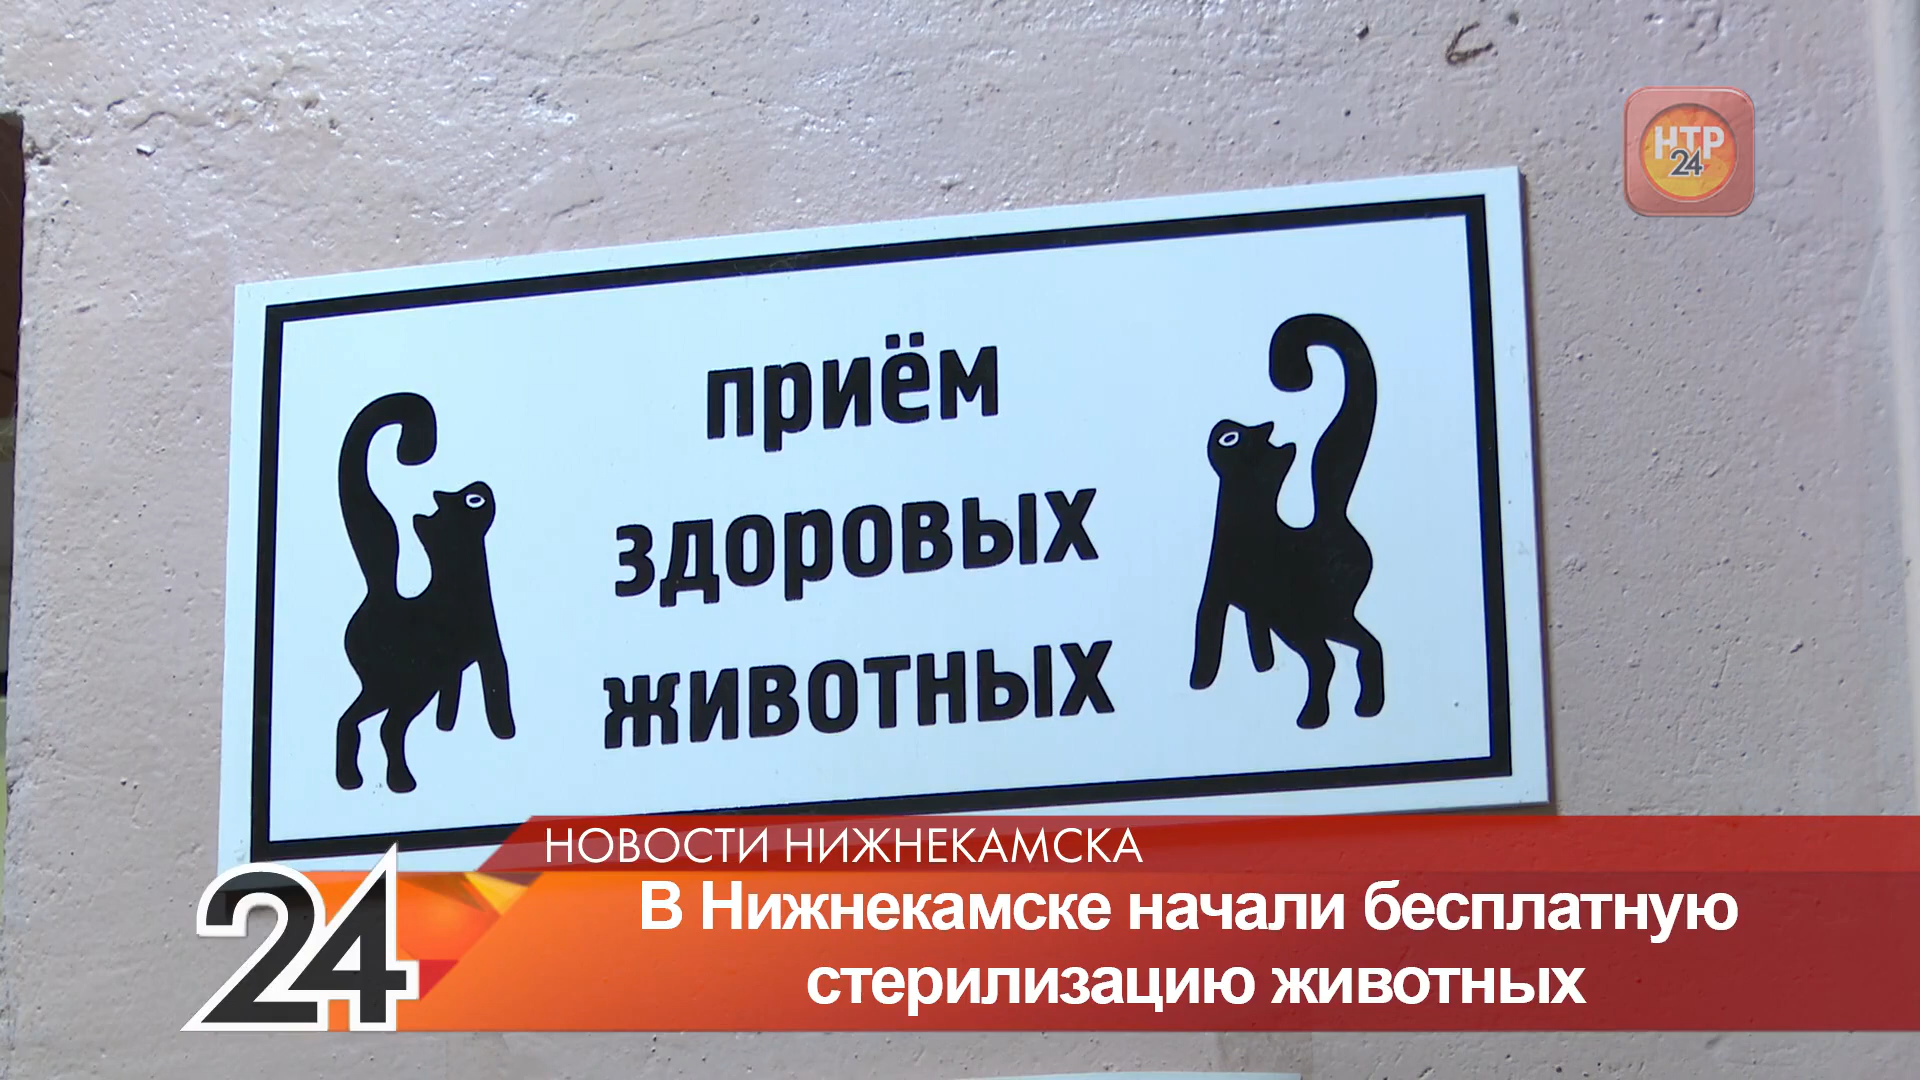 НТР
24
приём
здоровых
животных
НОВОСТИ НИЖНЕКАМСКА
24
В Нижнекамске начали бесплатную
стерилизацию животных